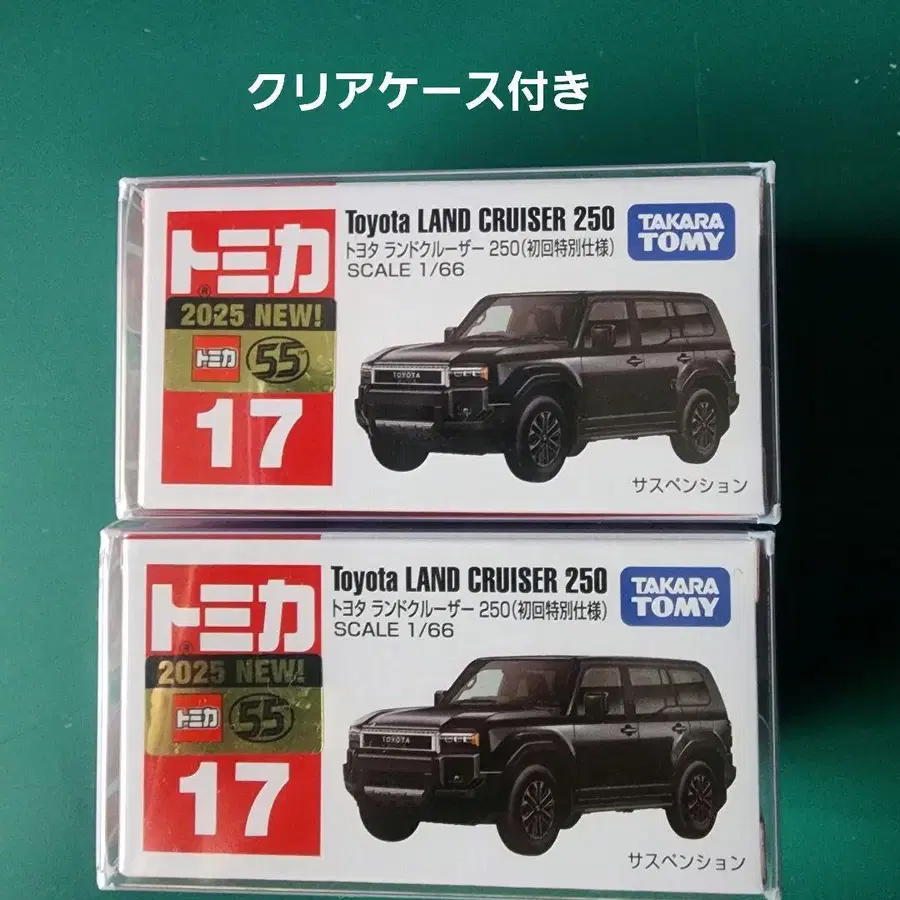 クリアケース付き
トミカ
2025 NEW!
トミカ 55
17
Toyota LAND CRUISER 250
トヨタ ランドクルーザー 250(初回特別仕様)
SCALE 1/66
TAKARA
TOMY
TOYOTA
サスペンション
トミカ
2025 NEW!
トミカ 55
17
Toyota LAND CRUISER 250
トヨタ ランドクルーザー 250(初回特別仕様)
SCALE 1/66
TAKARA
TOMY
TOYOTA
サスペンション